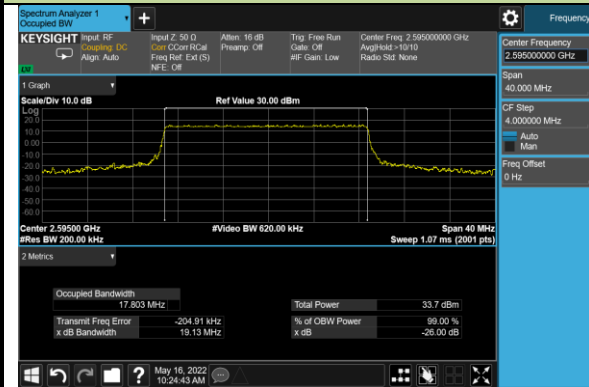 Spectrum Analyzer 1
Occupied BW
+
Frequency
KEYSIGHT Input: RF Input Z: 50 Ω Atten: 16 dB Trig: Free Run Center Freq: 2.595000000 GHz
Coupling: DC Corr CCorr RCal Preamp: Off Gate: Off Avg|Hold:>10/10
Align: Auto Freq Ref: Ext (S) #IF Gain: Low Radio Std: None
NFE: Off
Center Frequency
2.595000000 GHz
Span
40.000 MHz
CF Step
4.000000 MHz
Auto
Man
Freq Offset
0 Hz
1 Graph
Scale/Div 10.0 dB Ref Value 30.00 dBm
Log
20.0
10.0
0.00
-10.0
-20.0
-30.0
-40.0
-50.0
-60.0
Center 2.59500 GHz #Video BW 620.00 kHz Span 40 MHz
#Res BW 200.00 kHz Sweep 1.07 ms (2001 pts)
2 Metrics
Occupied Bandwidth
17.803 MHz Total Power 33.7 dBm
Transmit Freq Error -204.91 kHz % of OBW Power 99.00 %
x dB Bandwidth 19.13 MHz x dB -26.00 dB
? May 16, 2022
10:24:43 AM